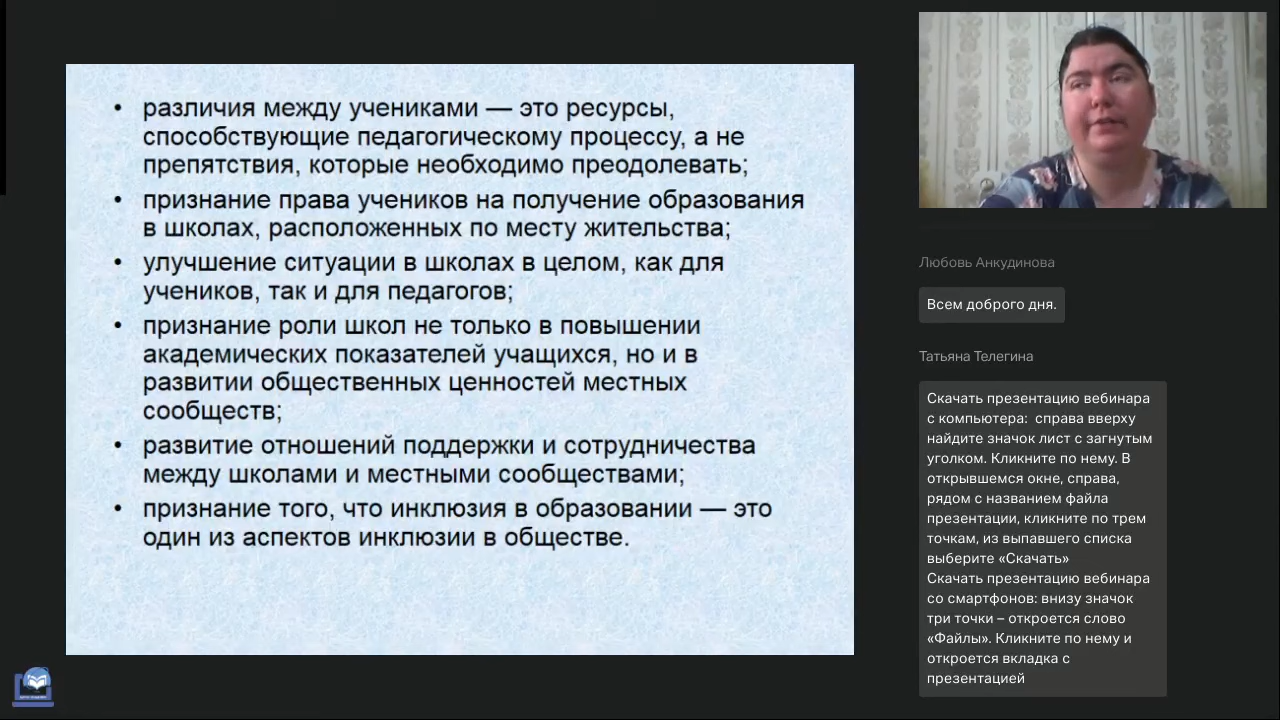 • различия между учениками — это ресурсы,
способствующие педагогическому процессу, а не
препятствия, которые необходимо преодолевать;
• признание права учеников на получение образования
в школах, расположенных по месту жительства;
• улучшение ситуации в школах в целом, как для
учеников, так и для педагогов;
• признание роли школ не только в повышении
академических показателей учащихся, но и в
развитии общественных ценностей местных
сообществ;
• развитие отношений поддержки и сотрудничества
между школами и местными сообществами;
• признание того, что инклюзия в образовании — это
один из аспектов инклюзии в обществе.
Любовь Анкудинова
Всем доброго дня.
Татьяна Телегина
Скачать презентацию вебинара
с компьютера:  справа вверху
найдите значок лист с загнутым
уголком. Кликните по нему. В
открывшемся окне, справа,
рядом с названием файла
презентации, кликните по трем
точкам, из выпавшего списка
выберите «Скачать»
Скачать презентацию вебинара
со смартфонов: внизу значок
три точки – откроется слово
«Файлы». Кликните по нему и
откроется вкладка с
презентацией